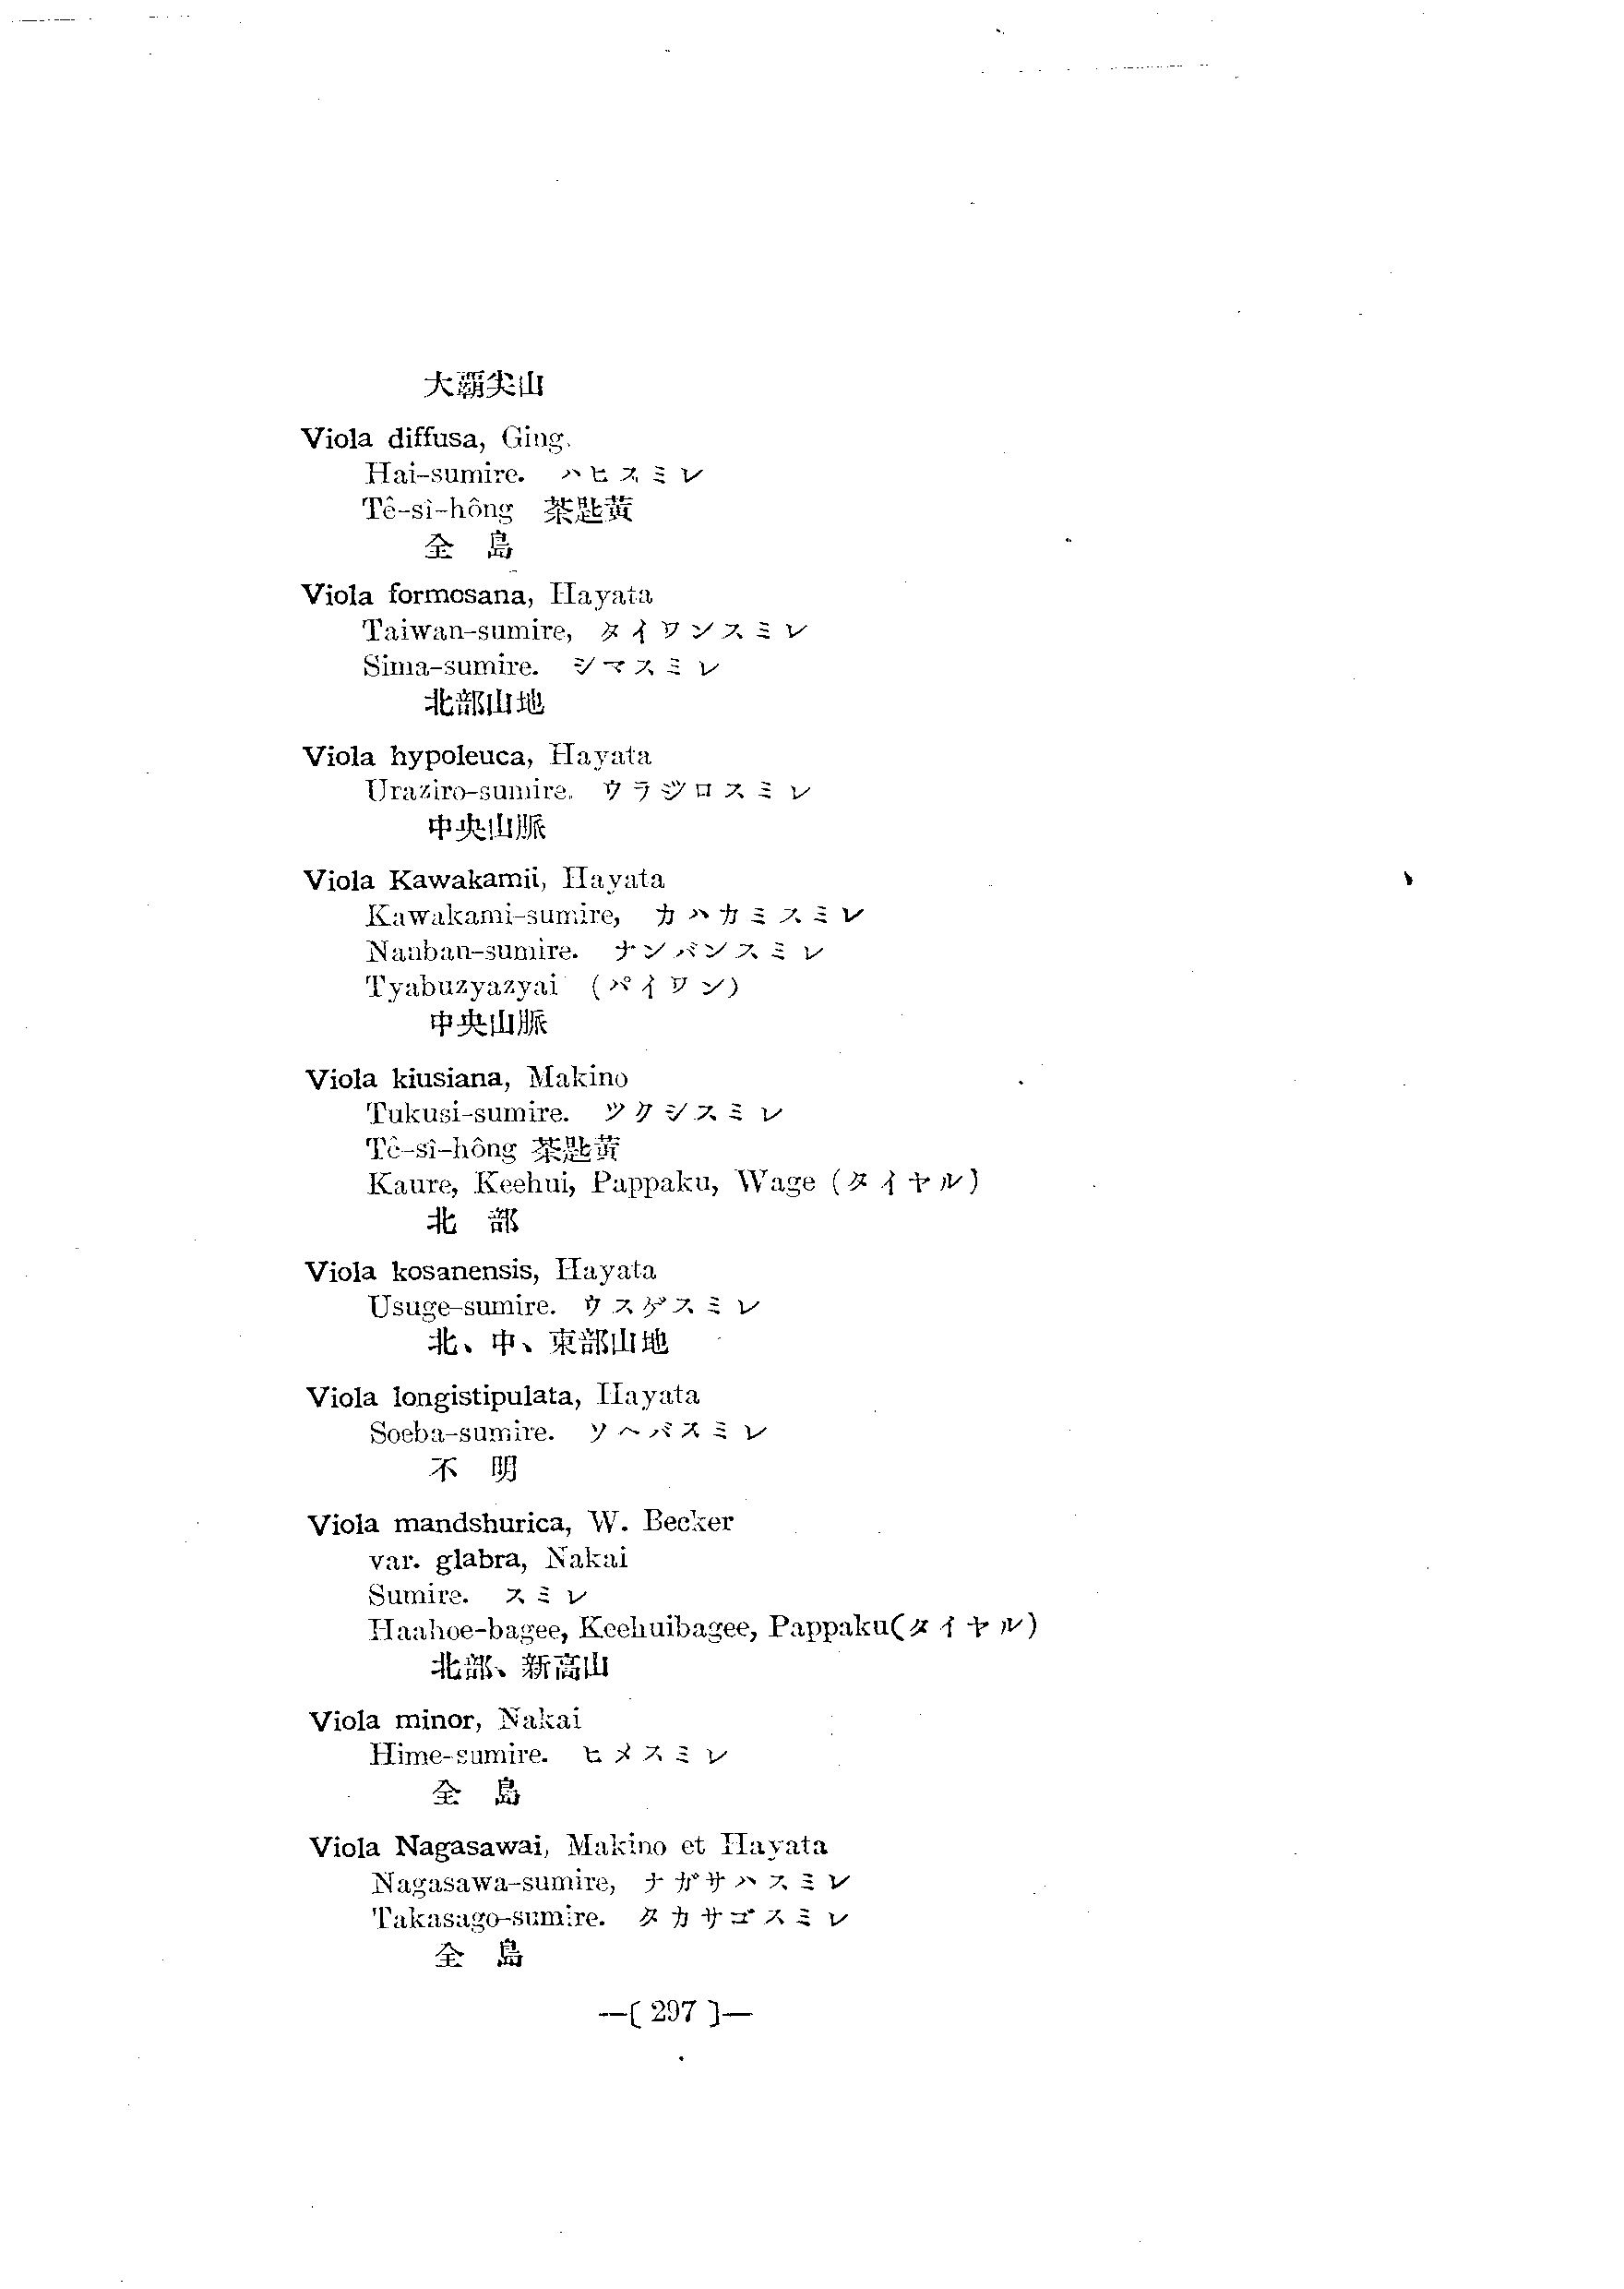 大霸尖山
Viola diffusa, Ging.
Hai-sumire. ハヒスミレ
Tê-sî-hông 茶匙黃
全 島
Viola formosana, Hayata
Taiwan-sumire, タイワンスミレ
Sima-sumire. シマスミレ
北部山地
Viola hypoleuca, Hayata
Uraziro-sumire. ウラジロスミレ
中央山脈
Viola Kawakamii, Hayata
Kawakami-sumire, カハカミスミレ
Nanban-sumire. ナンバンスミレ
Tyabuzyazyai (パイワン)
中央山脈
Viola kiusiana, Makino
Tukusi-sumire. ツクシスミレ
Tê-sî-hông 茶匙黃
Kaure, Keehui, Pappaku, Wage (タイヤル)
北 部
Viola kosanensis, Hayata
Usuge-sumire. ウスゲスミレ
北、中、東部山地
Viola longistipulata, Hayata
Soeba-sumire. ソヘバスミレ
不 明
Viola mandshurica, W. Becker
var. glabra, Nakai
Sumire. スミレ
Haahoe-bagee, Keehuibagee, Pappaku(タイヤル)
北部、新高山
Viola minor, Nakai
Hime-sumire. ヒメスミレ
全 島
Viola Nagasawai, Makino et Hayata
Nagasawa-sumire, ナガサハスミレ
Takasago-sumire. タカサゴスミレ
全 島
—[ 297 ]—